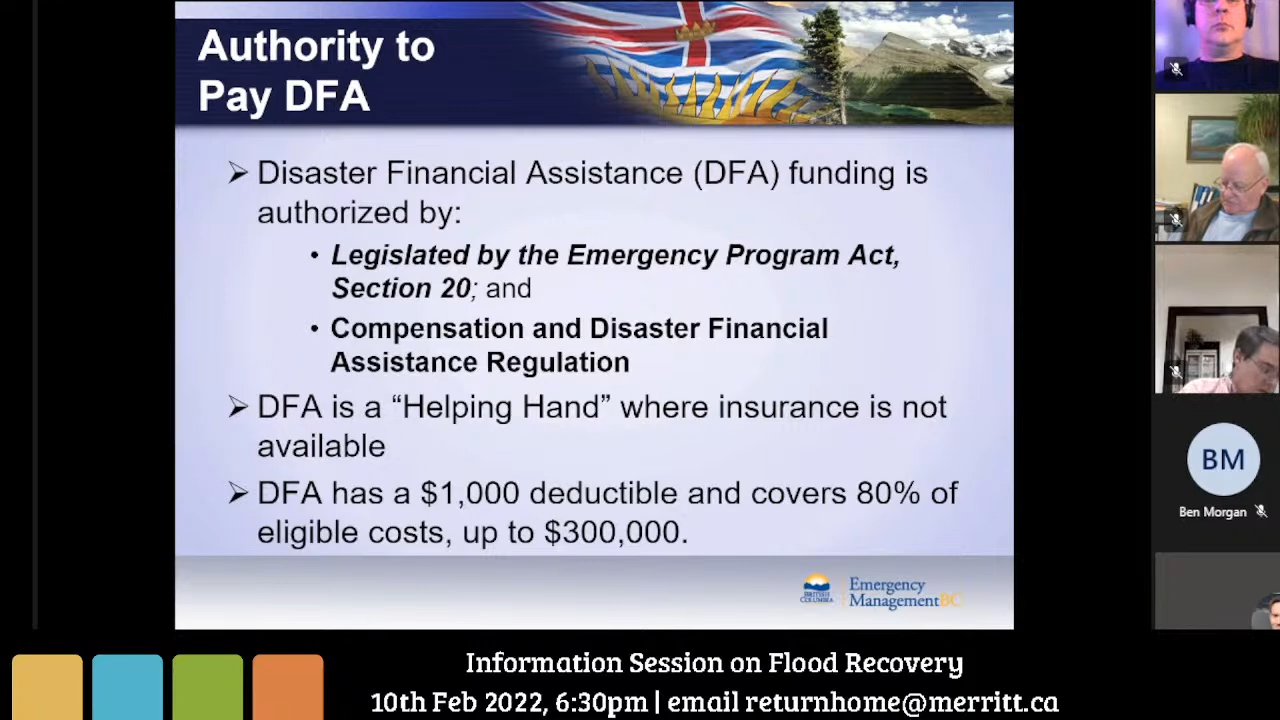 Authority to
Pay DFA
➢ Disaster Financial Assistance (DFA) funding is
authorized by:
• Legislated by the Emergency Program Act,
Section 20; and
• Compensation and Disaster Financial
Assistance Regulation
➢ DFA is a “Helping Hand” where insurance is not
available
➢ DFA has a $1,000 deductible and covers 80% of
eligible costs, up to $300,000.
BRITISH
COLUMBIA
Emergency
ManagementBC
BM
Ben Morgan
Information Session on Flood Recovery
10th Feb 2022, 6:30pm | email returnhome@merritt.ca